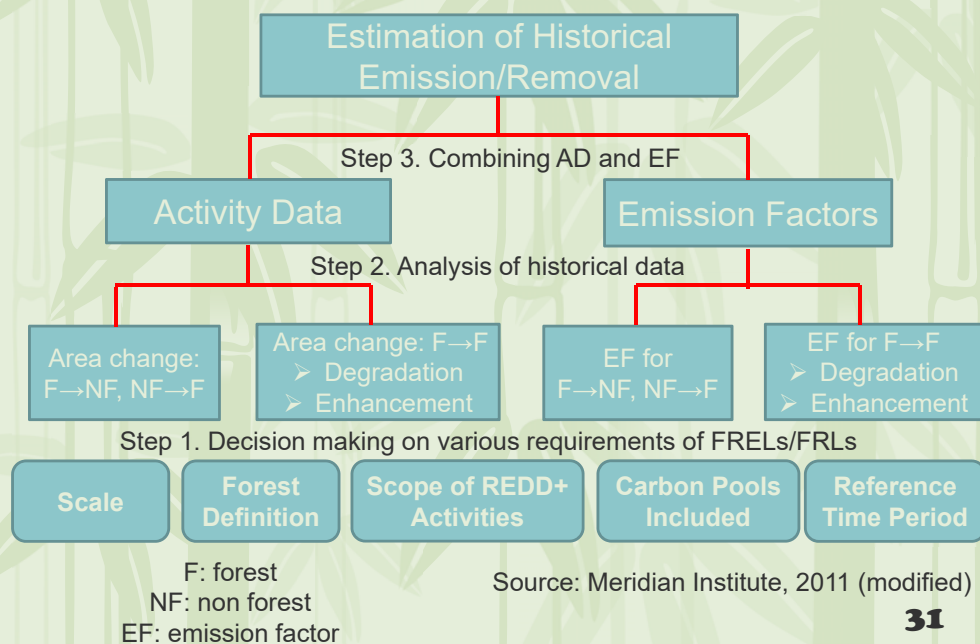 Estimation of Historical
Emission/Removal
Step 3. Combining AD and EF
Activity Data
Emission Factors
Step 2. Analysis of historical data
Area change:
F→NF, NF→F
Area change: F→F
➢ Degradation
➢ Enhancement
EF for
F→NF, NF→F
EF for F→F
➢ Degradation
➢ Enhancement
Step 1. Decision making on various requirements of FRELs/FRLs
Scale
Forest
Definition
Scope of REDD+
Activities
Carbon Pools
Included
Reference
Time Period
F: forest
NF: non forest
EF: emission factor
Source: Meridian Institute, 2011 (modified)
31